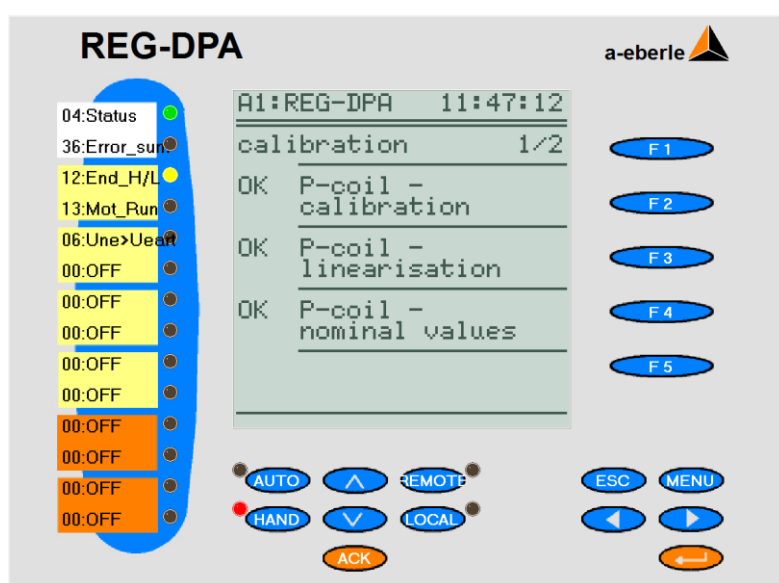 REG-DPA
a-eberle
04:Status
36:Error_sum
12:End_H/L
13:Mot_Run
06:Une>Ueart
00:OFF
00:OFF
00:OFF
00:OFF
00:OFF
00:OFF
00:OFF
00:OFF
00:OFF
A1:REG-DPA 11:47:12
calibration 1/2
OK P-coil -
calibration
OK P-coil -
linearisation
OK P-coil -
nominal values
F1
F2
F3
F4
F5
AUTO REMOTE
HAND LOCAL
ACK
ESC MENU